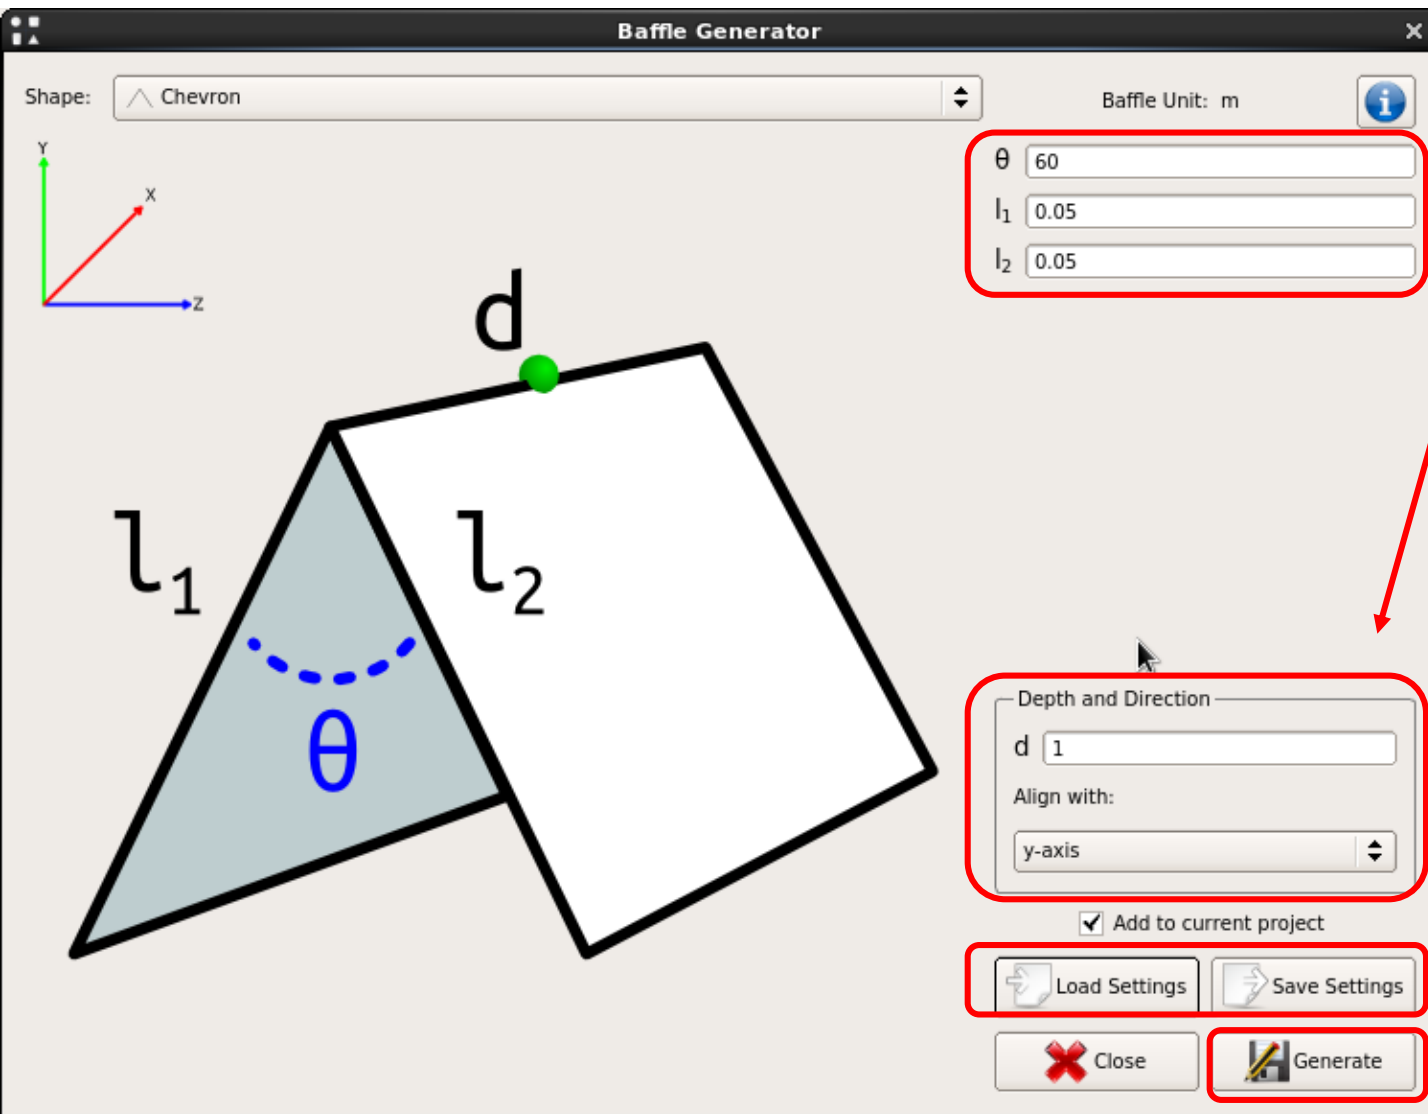 Baffle Generator
Shape: Chevron
Baffle Unit: m
θ 60
l1 0.05
l2 0.05
Y
X
Z
d
l1
l2
θ
Depth and Direction
d 1
Align with:
y-axis
Add to current project
Load Settings Save Settings
Close Generate